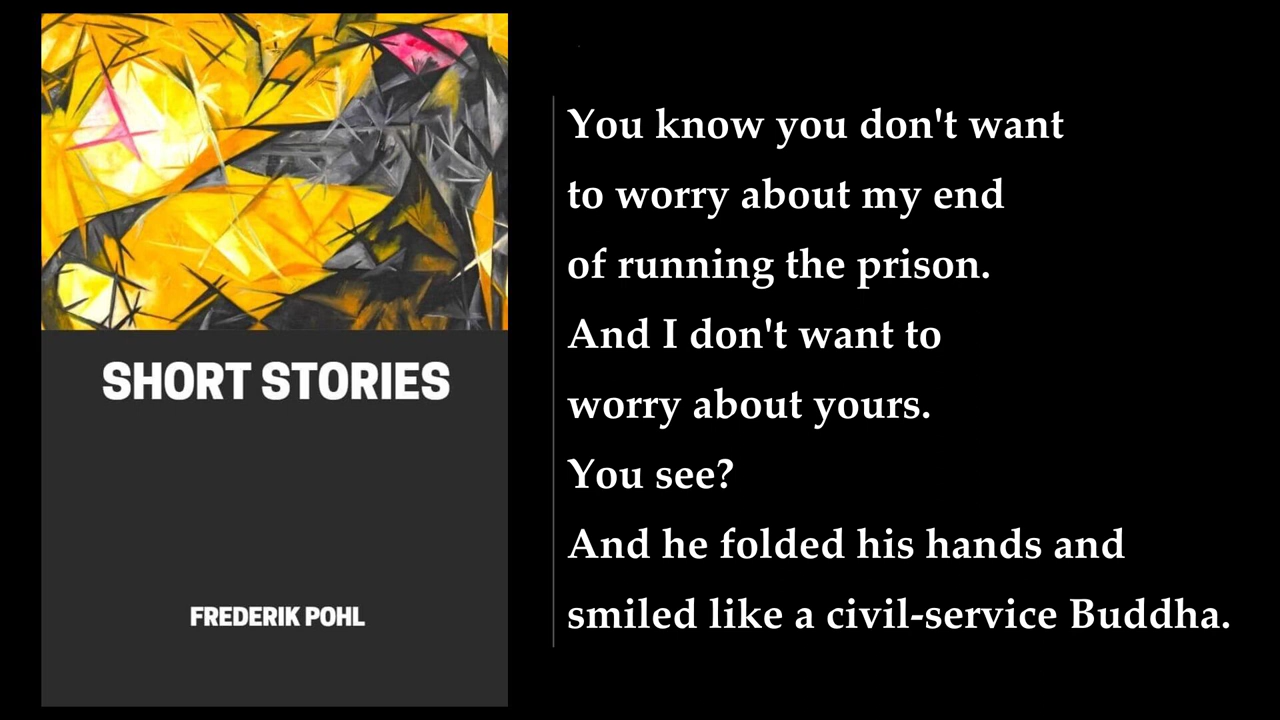 SHORT STORIES
FREDERIK POHL
You know you don't want
to worry about my end
of running the prison.
And I don't want to
worry about yours.
You see?
And he folded his hands and
smiled like a civil-service Buddha.